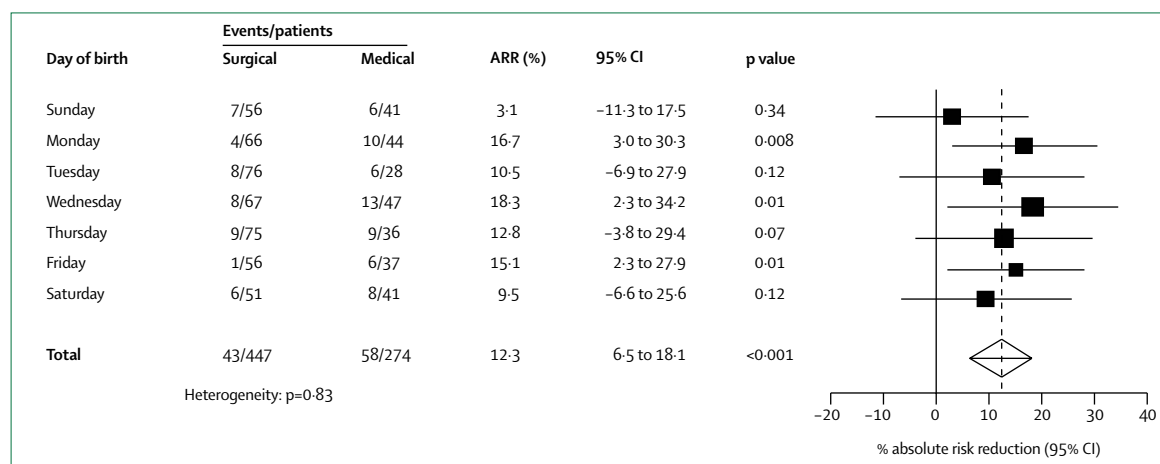 Events/patients
Day of birth Surgical Medical ARR (%) 95% CI p value
Sunday 7/56 6/41 3·1 –11·3 to 17·5 0·34
Monday 4/66 10/44 16·7 3·0 to 30·3 0·008
Tuesday 8/76 6/28 10·5 –6·9 to 27·9 0·12
Wednesday 8/67 13/47 18·3 2·3 to 34·2 0·01
Thursday 9/75 9/36 12·8 –3·8 to 29·4 0·07
Friday 1/56 6/37 15·1 2·3 to 27·9 0·01
Saturday 6/51 8/41 9·5 –6·6 to 25·6 0·12
Total 43/447 58/274 12·3 6·5 to 18·1 <0·001
Heterogeneity: p=0·83
–20 –10 0 10 20 30 40
% absolute risk reduction (95% CI)